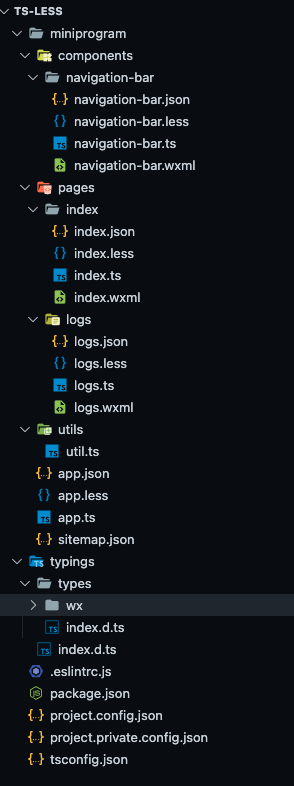 TS-LESS
miniprogram
components
navigation-bar
navigation-bar.json
navigation-bar.less
navigation-bar.ts
navigation-bar.wxml
pages
index
index.json
index.less
index.ts
index.wxml
logs
logs.json
logs.less
logs.ts
logs.wxml
utils
util.ts
app.json
app.less
app.ts
sitemap.json
typings
types
wx
index.d.ts
index.d.ts
.eslintrc.js
package.json
project.config.json
project.private.config.json
tsconfig.json